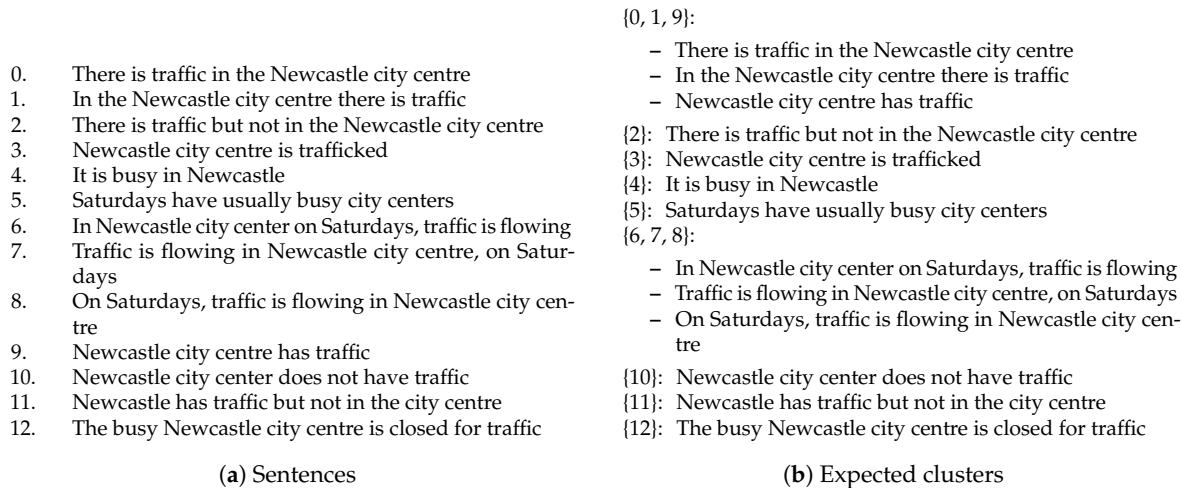 0. There is traffic in the Newcastle city centre
1. In the Newcastle city centre there is traffic
2. There is traffic but not in the Newcastle city centre
3. Newcastle city centre is trafficked
4. It is busy in Newcastle
5. Saturdays have usually busy city centers
6. In Newcastle city center on Saturdays, traffic is flowing
7. Traffic is flowing in Newcastle city centre, on Satur-
days
8. On Saturdays, traffic is flowing in Newcastle city cen-
tre
9. Newcastle city centre has traffic
10. Newcastle city center does not have traffic
11. Newcastle has traffic but not in the city centre
12. The busy Newcastle city centre is closed for traffic
(a) Sentences
{0, 1, 9}:
– There is traffic in the Newcastle city centre
– In the Newcastle city centre there is traffic
– Newcastle city centre has traffic
{2}: There is traffic but not in the Newcastle city centre
{3}: Newcastle city centre is trafficked
{4}: It is busy in Newcastle
{5}: Saturdays have usually busy city centers
{6, 7, 8}:
– In Newcastle city center on Saturdays, traffic is flowing
– Traffic is flowing in Newcastle city centre, on Saturdays
– On Saturdays, traffic is flowing in Newcastle city cen-
tre
{10}: Newcastle city center does not have traffic
{11}: Newcastle has traffic but not in the city centre
{12}: The busy Newcastle city centre is closed for traffic
(b) Expected clusters